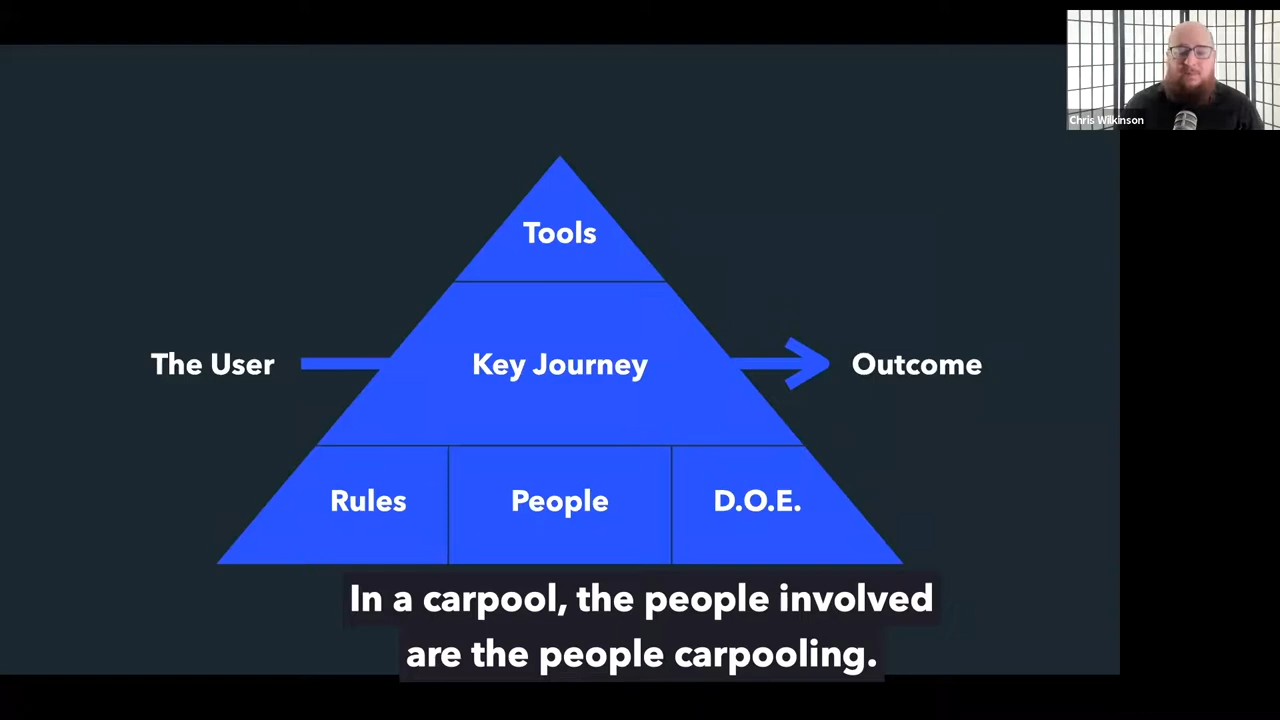 Chris Wilkinson
Tools
The User
Key Journey
Outcome
Rules
People
D.O.E.
In a carpool, the people involved
are the people carpooling.